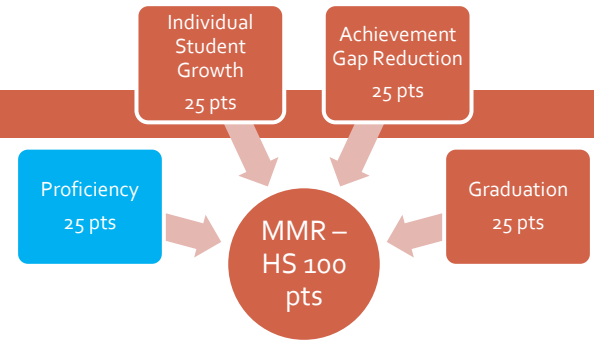 Individual
Student
Growth
25 pts
Achievement
Gap Reduction
25 pts
Proficiency
25 pts
Graduation
25 pts
MMR –
HS 100
pts